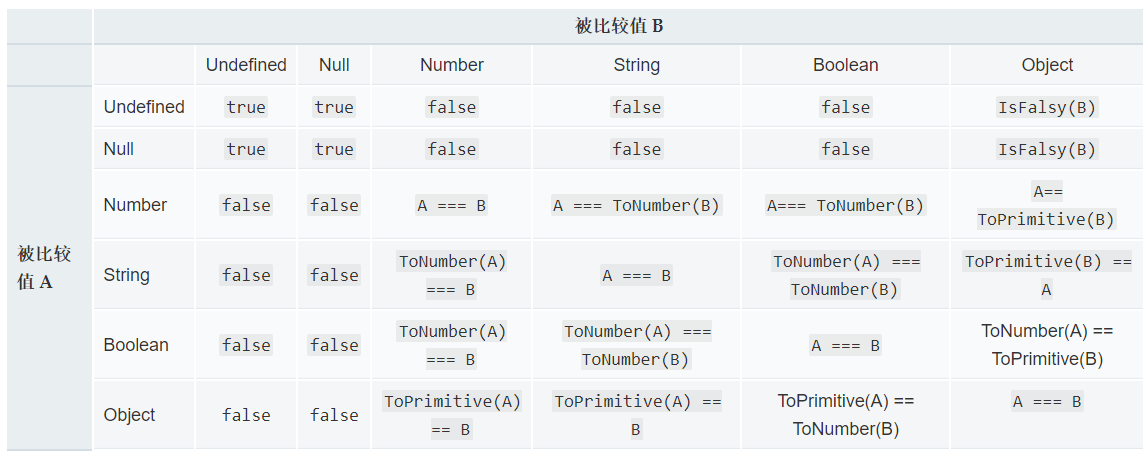 被比较值 B
Undefined Null Number String Boolean Object
Undefined true true false false false IsFalsy(B)
Null true true false false false IsFalsy(B)
Number false false A === B A === ToNumber(B) A=== ToNumber(B) A==
ToPrimitive(B)
被比较
值 A
String false false ToNumber(A)
=== B
A === B
ToNumber(A) ===
ToNumber(B)
ToPrimitive(B) ==
A
Boolean false false ToNumber(A)
=== B
ToNumber(A) ===
ToNumber(B)
A === B
ToNumber(A) ==
ToPrimitive(B)
Object false false ToPrimitive(A)
== B
ToPrimitive(A) ==
B
ToPrimitive(A) ==
ToNumber(B)
A === B